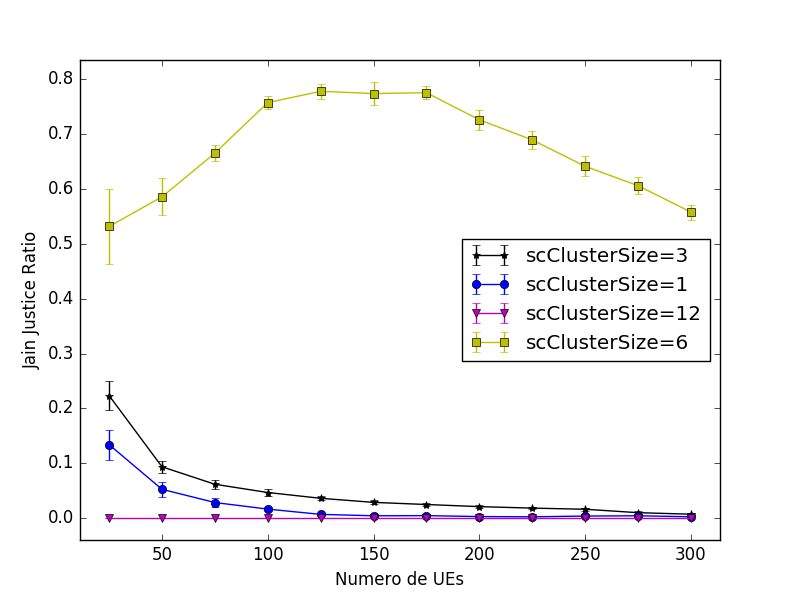 0.8
0.7
0.6
0.5
0.4
0.3
0.2
0.1
0.0
Jain Justice Ratio
scClusterSize=3
scClusterSize=1
scClusterSize=12
scClusterSize=6
50 100 150 200 250 300
Numero de UEs